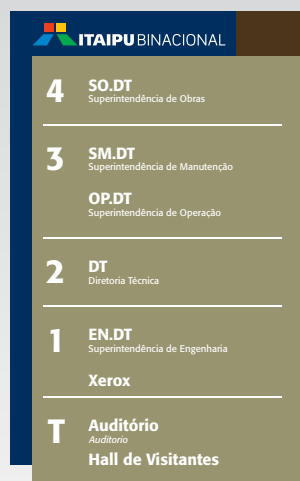 ITAIPU BINACIONAL
4 SO.DT
Superintendência de Obras
3 SM.DT
Superintendência de Manutenção
OP.DT
Superintendência de Operação
2 DT
Diretoria Técnica
1 EN.DT
Superintendência de Engenharia
Xerox
T Auditório
Auditorio
Hall de Visitantes